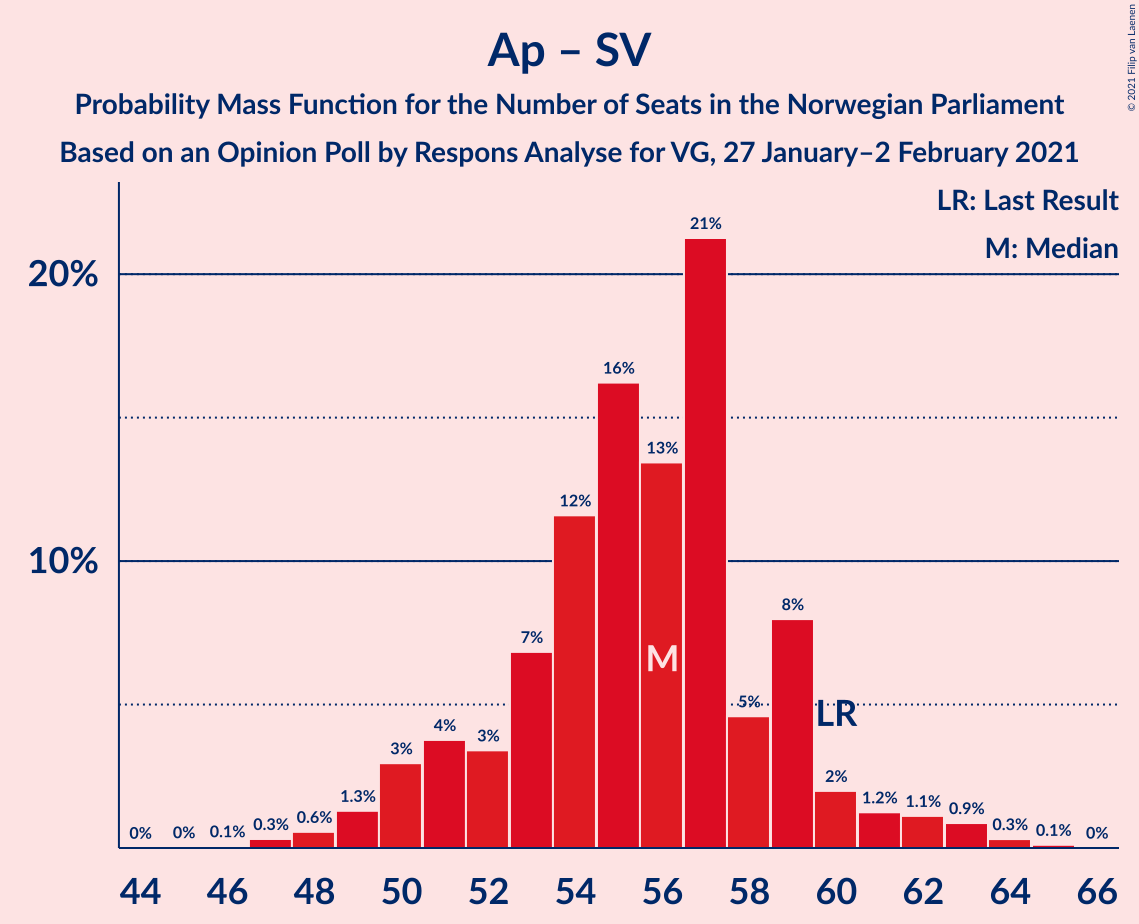 Ap – SV
Probability Mass Function for the Number of Seats in the Norwegian Parliament
Based on an Opinion Poll by Respons Analyse for VG, 27 January–2 February 2021
© 2021 Filip van Laenen
LR: Last Result
M: Median
20%
10%
0%
0%
0.1%
0.3%
0.6%
1.3%
3%
4%
3%
7%
12%
16%
13%
21%
5%
8%
2%
1.2%
1.1%
0.9%
0.3%
0.1%
0%
M
LR
44 46 48 50 52 54 56 58 60 62 64 66